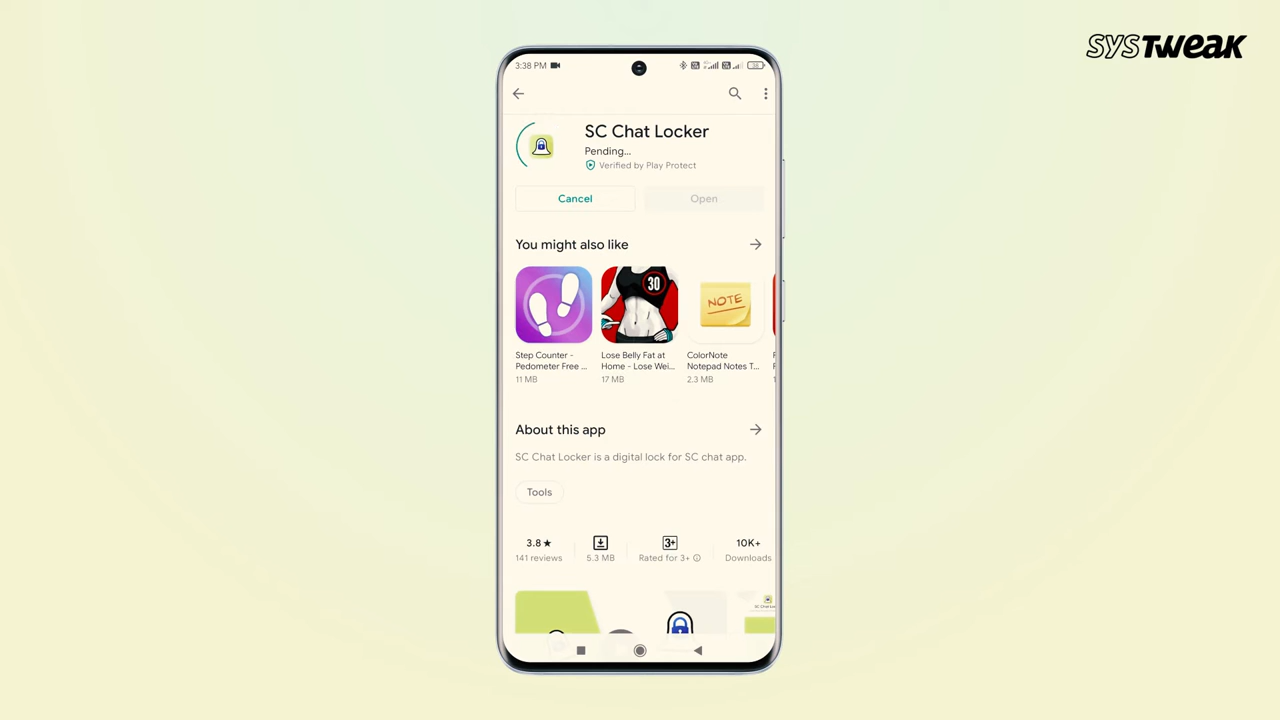 SYSTWEAK
3:38 PM
SC Chat Locker
Pending...
Verified by Play Protect
Cancel
Open
You might also like
30
NOTE
Step Counter -
Pedometer Free ...
11 MB
Lose Belly Fat at
Home - Lose Wei...
17 MB
ColorNote
Notepad Notes T...
2.3 MB
About this app
SC Chat Locker is a digital lock for SC chat app.
Tools
3.8★
141 reviews
5.3 MB
3+
Rated for 3+
10K+
Downloads